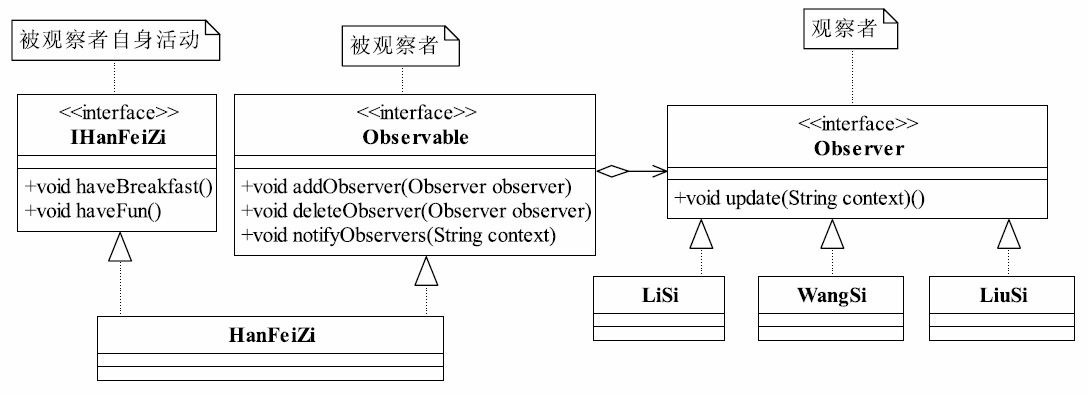 被观察者自身活动
<<interface>>
IHanFeiZi
+void haveBreakfast()
+void haveFun()
被观察者
<<interface>>
Observable
+void addObserver(Observer observer)
+void deleteObserver(Observer observer)
+void notifyObservers(String context)
观察者
<<interface>>
Observer
+void update(String context)()
HanFeiZi
LiSi
WangSi
LiuSi